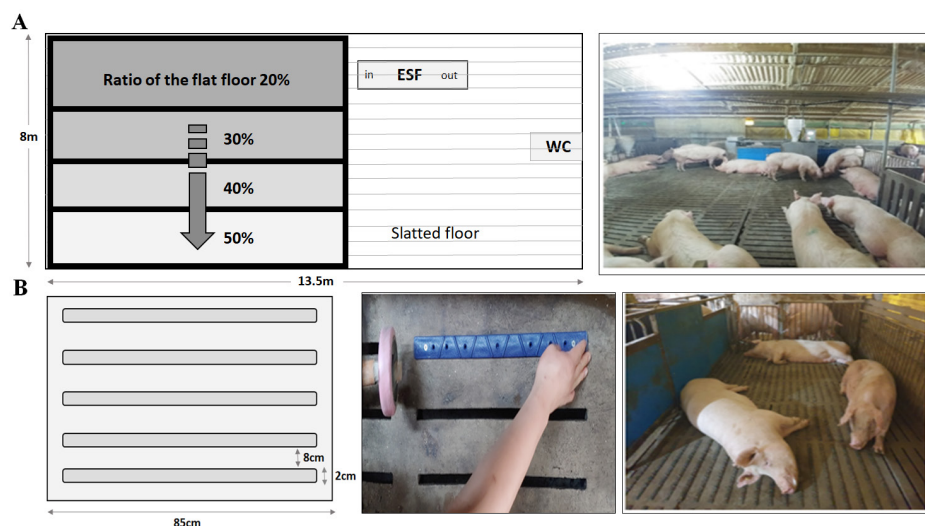 A
Ratio of the flat floor 20%
in ESF out
30%
8m
WC
40%
50%
Slatted floor
13.5m
B
8cm
2cm
85cm